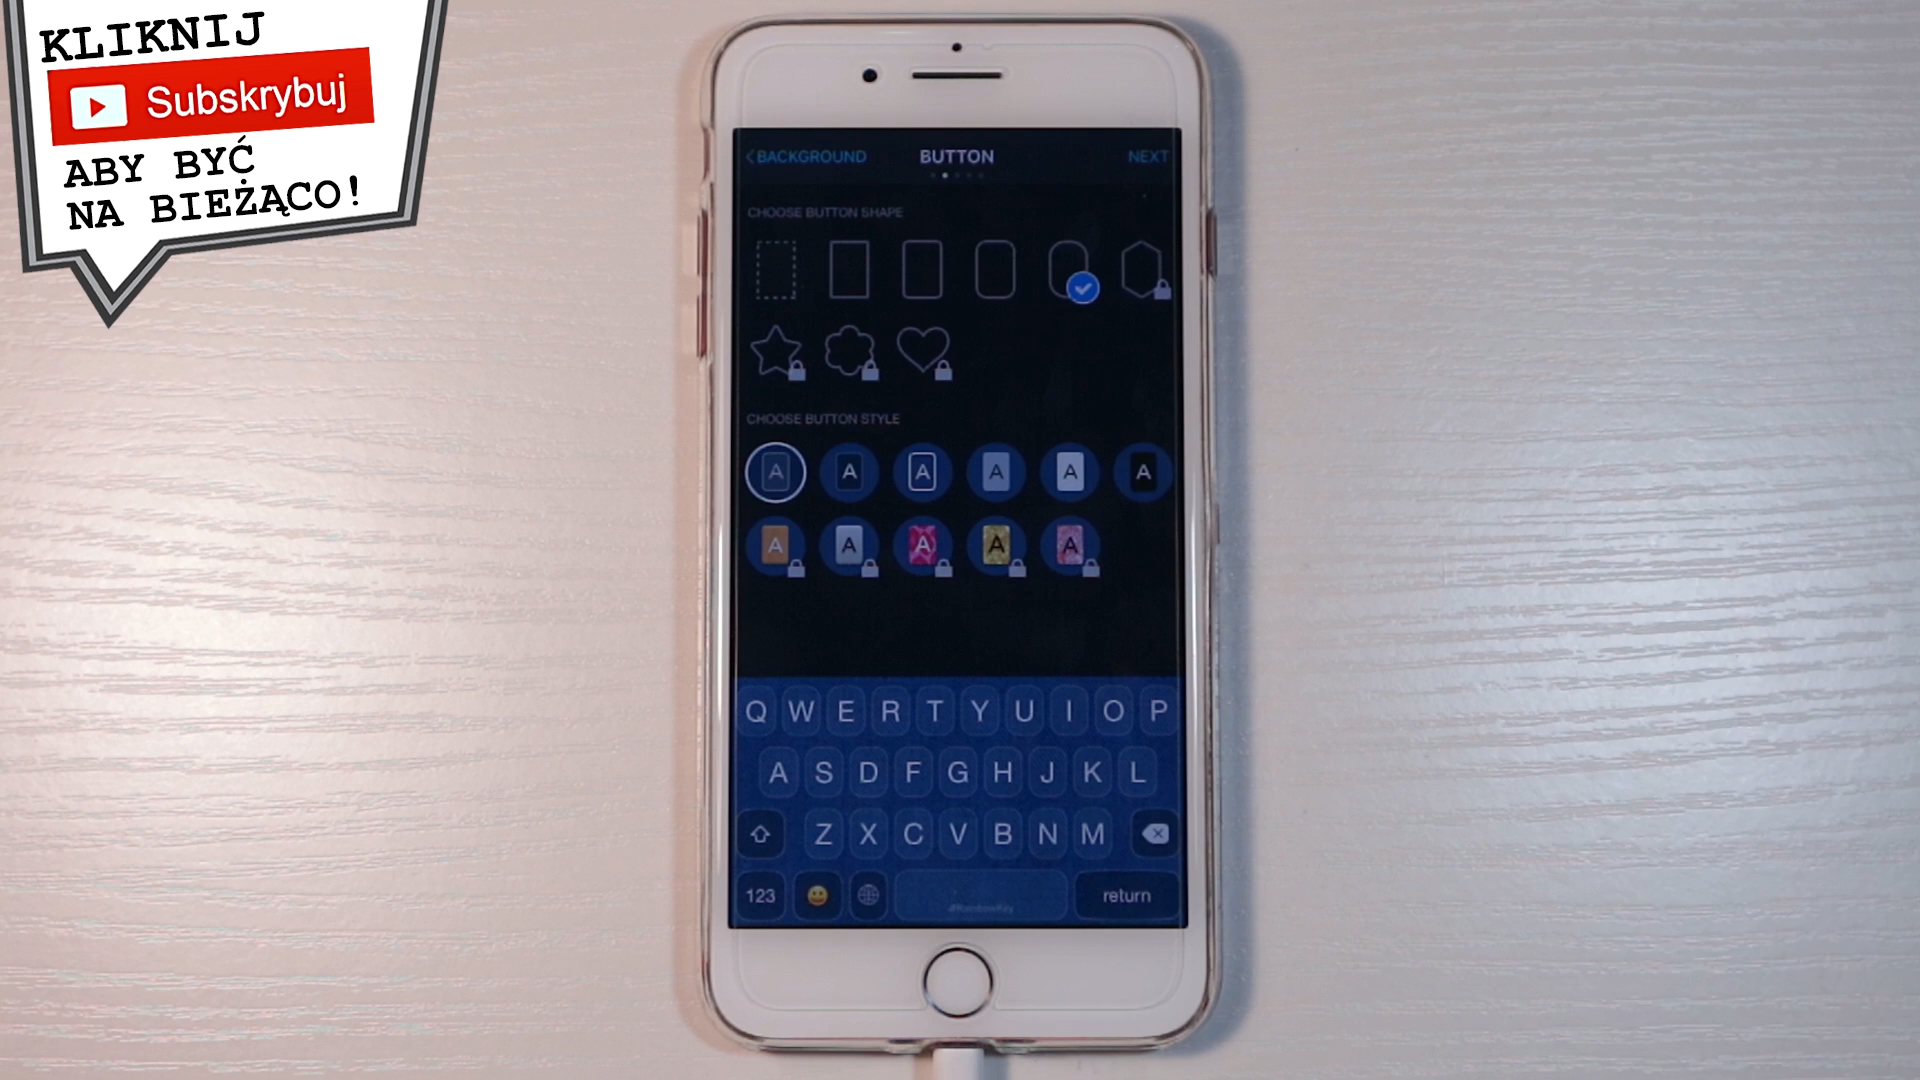 KLIKNIJ
Subskrybuj
ABY BYĆ
NA BIEŻĄCO!
BACKGROUND
BUTTON
NEXT
CHOOSE BUTTON SHAPE
CHOOSE BUTTON STYLE
A A A A A A
A A A A A
Q W E R T Y U I O P
A S D F G H J K L
Z X C V B N M
123
return